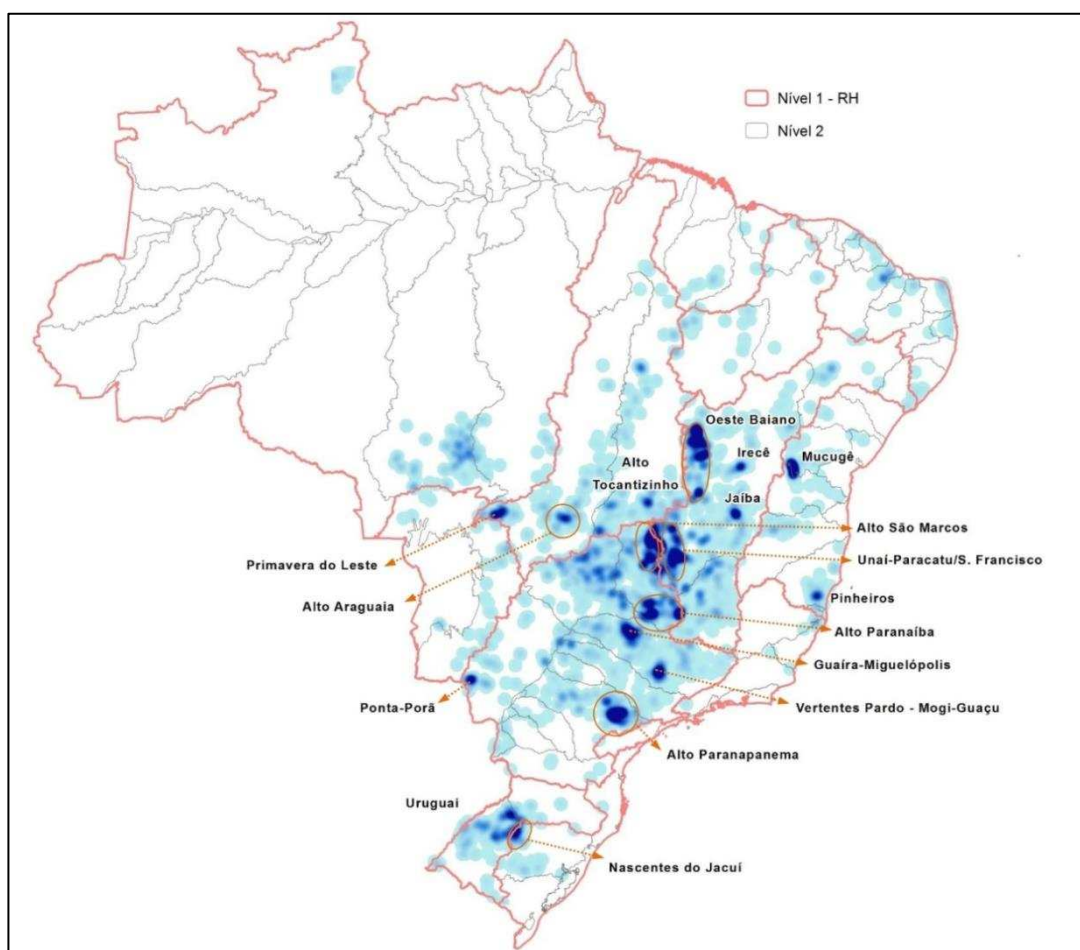 Nível 1 - RH
Nível 2
Oeste Baiano
Irecê
Mucugê
Alto
Tocantizinho
Jaíba
Alto São Marcos
Primavera do Leste
Unaí-Paracatu/S. Francisco
Alto Araguaia
Pinheiros
Alto Paranaíba
Guaíra-Miguelópolis
Ponta-Porã
Vertentes Pardo - Mogi-Guaçu
Alto Paranapanema
Uruguai
Nascentes do Jacuí